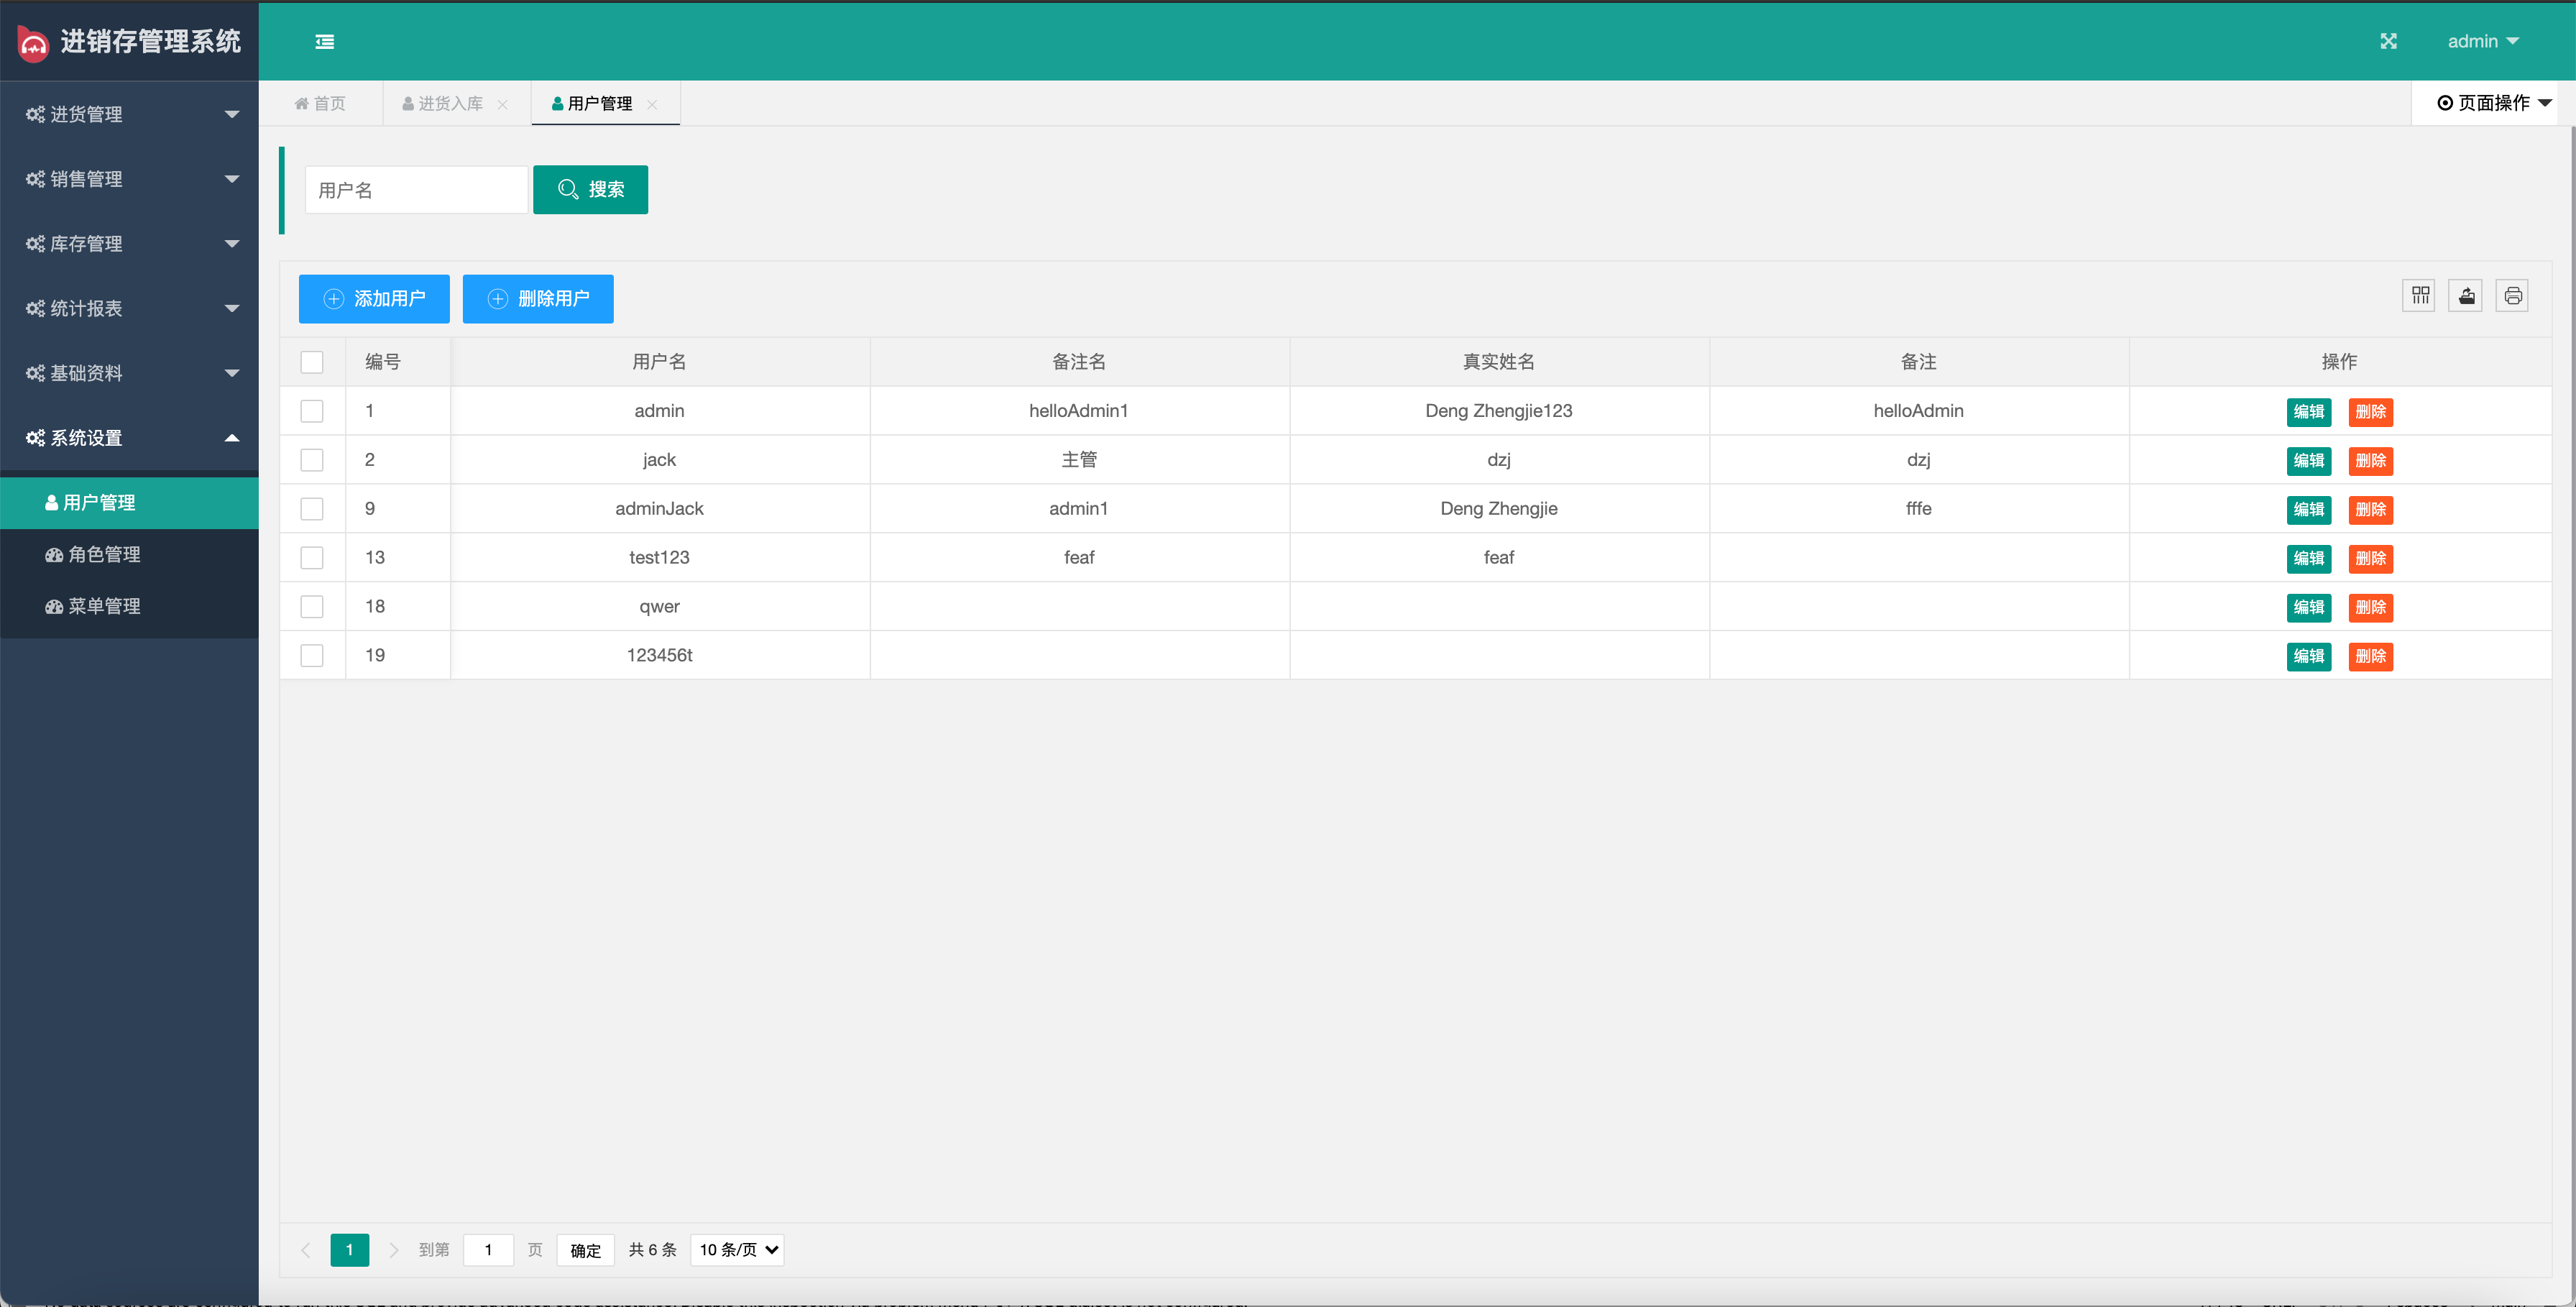 进销存管理系统
admin
首页 进货入库 用户管理 页面操作
进货管理
销售管理
库存管理
统计报表
基础资料
系统设置
用户管理
角色管理
菜单管理
用户名 搜索
添加用户 删除用户
编号 用户名 备注名 真实姓名 备注 操作
1 admin helloAdmin1 Deng Zhengjie123 helloAdmin 编辑 删除
2 jack 主管 dzj dzj 编辑 删除
9 adminJack admin1 Deng Zhengjie fffe 编辑 删除
13 test123 feaf feaf 编辑 删除
18 qwer 编辑 删除
19 123456t 编辑 删除
1 到第 1 页 确定 共 6 条 10 条/页